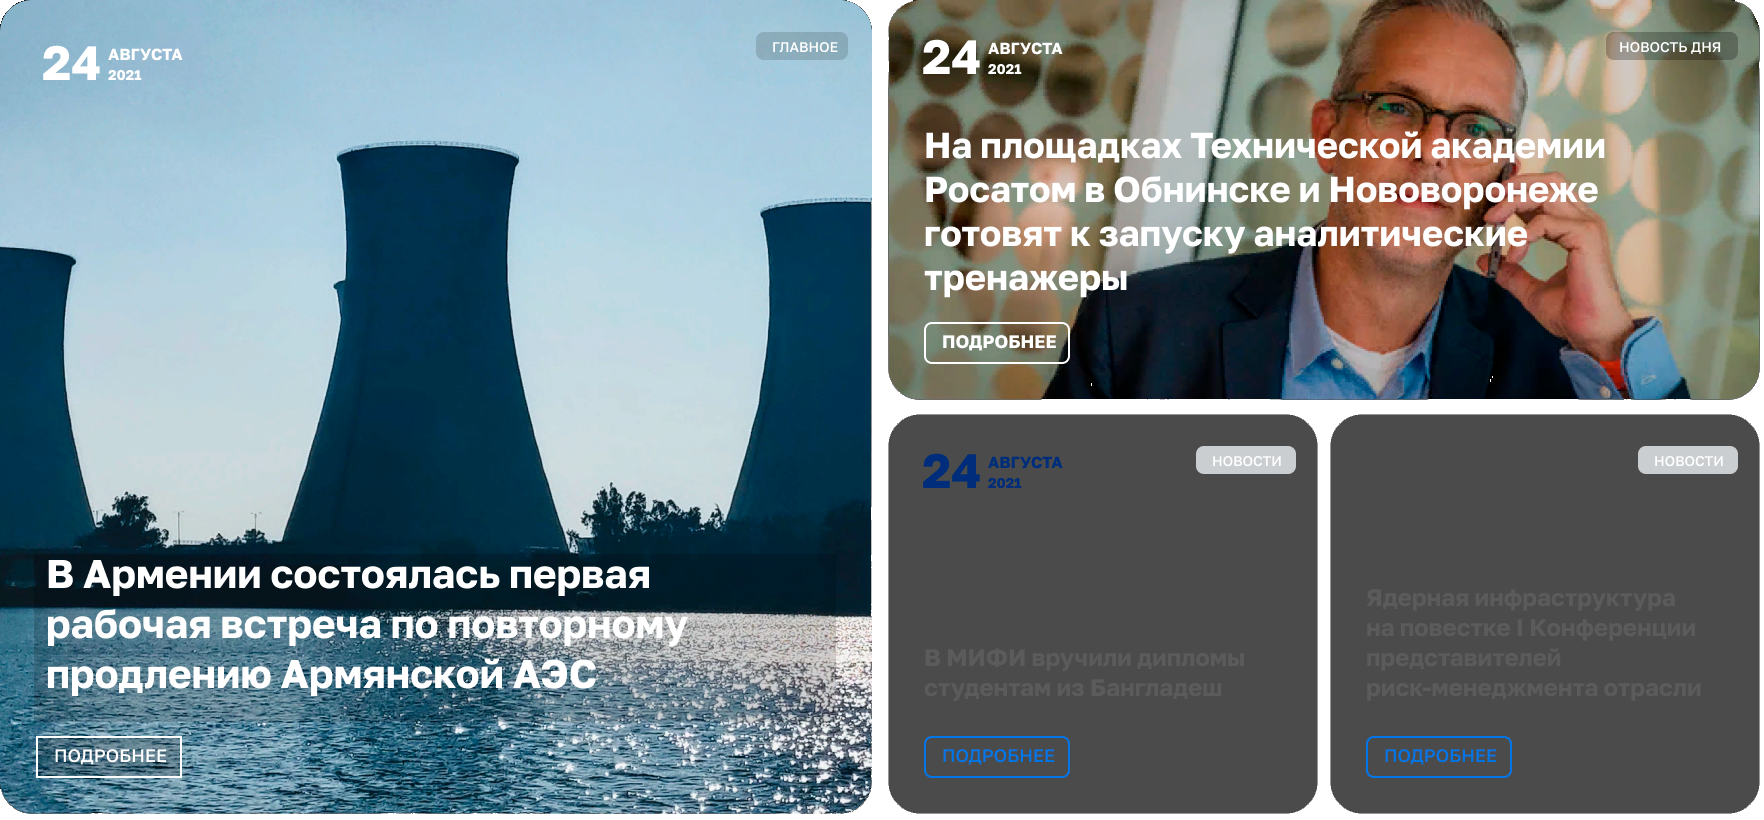 24 АВГУСТА
2021
ГЛАВНОЕ
В Армении состоялась первая
рабочая встреча по повторному
продлению Армянской АЭС
ПОДРОБНЕЕ
24 АВГУСТА
2021
НОВОСТЬ ДНЯ
На площадках Технической академии
Росатом в Обнинске и Нововоронеже
готовят к запуску аналитические
тренажеры
ПОДРОБНЕЕ
24 АВГУСТА
2021
НОВОСТИ
В МИФИ вручили дипломы
студентам из Бангладеш
ПОДРОБНЕЕ
НОВОСТИ
Ядерная инфраструктура
на повестке I Конференции
представителей
риск-менеджмента отрасли
ПОДРОБНЕЕ